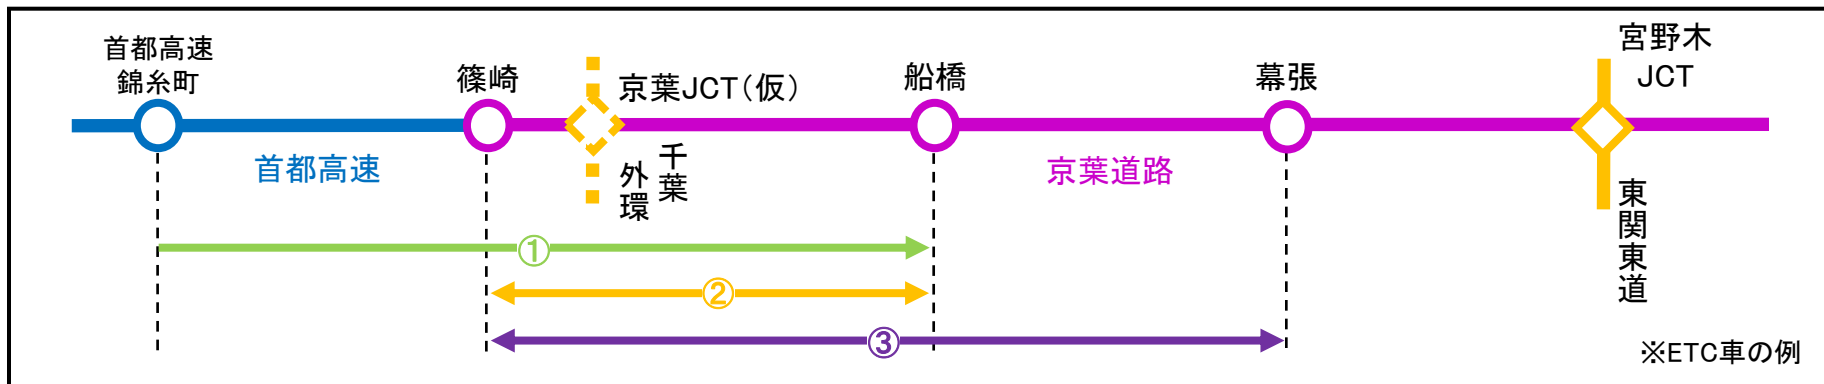 首都高速
錦糸町
篠崎
京葉JCT(仮)
船橋
幕張
宮野木
JCT
首都高速
千葉
外環
京葉道路
東関東道
①
②
③
※ETC車の例